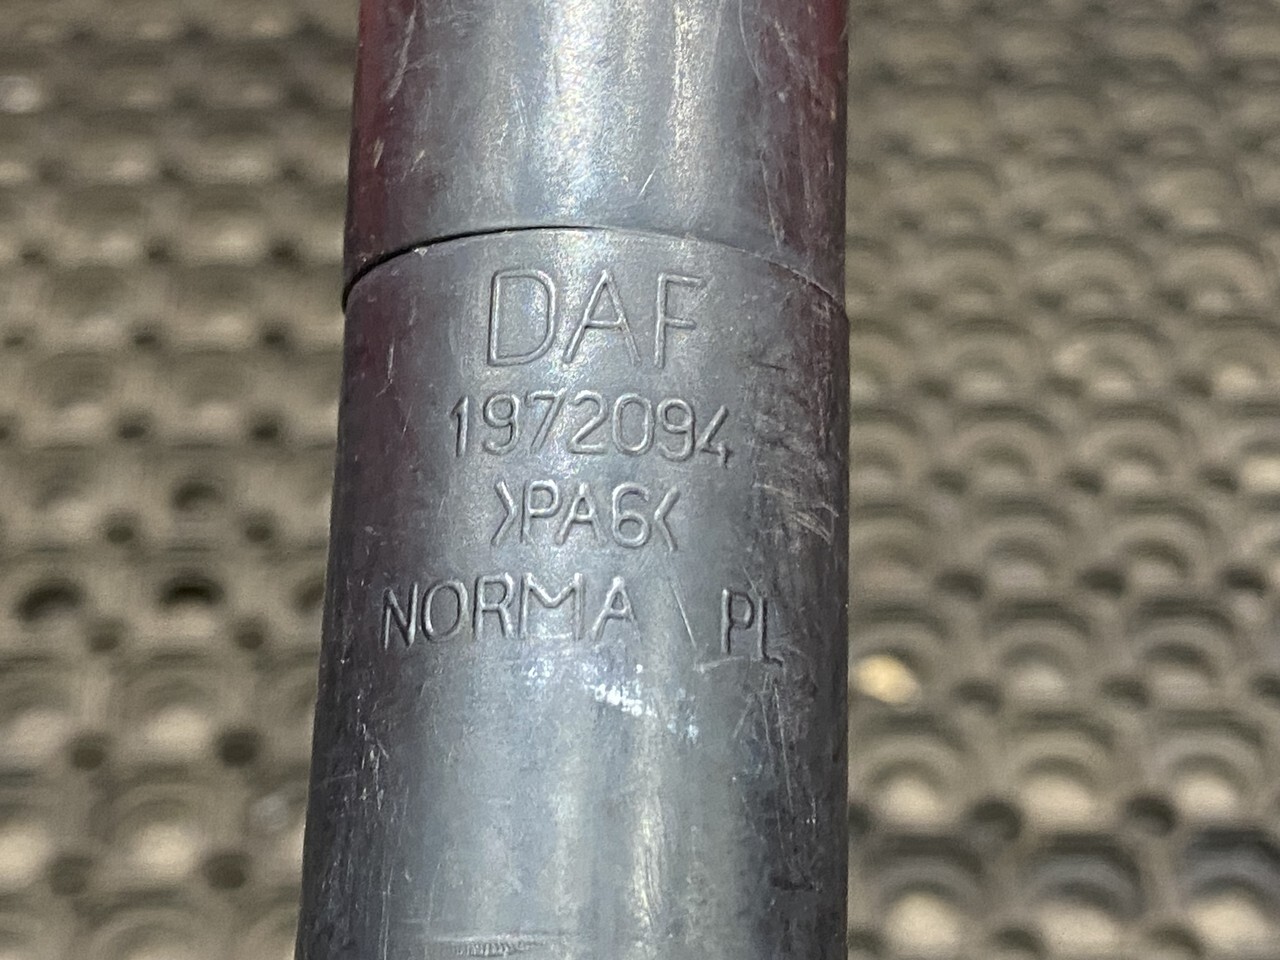 DAF
1972094
>PA6<
NORMA PL